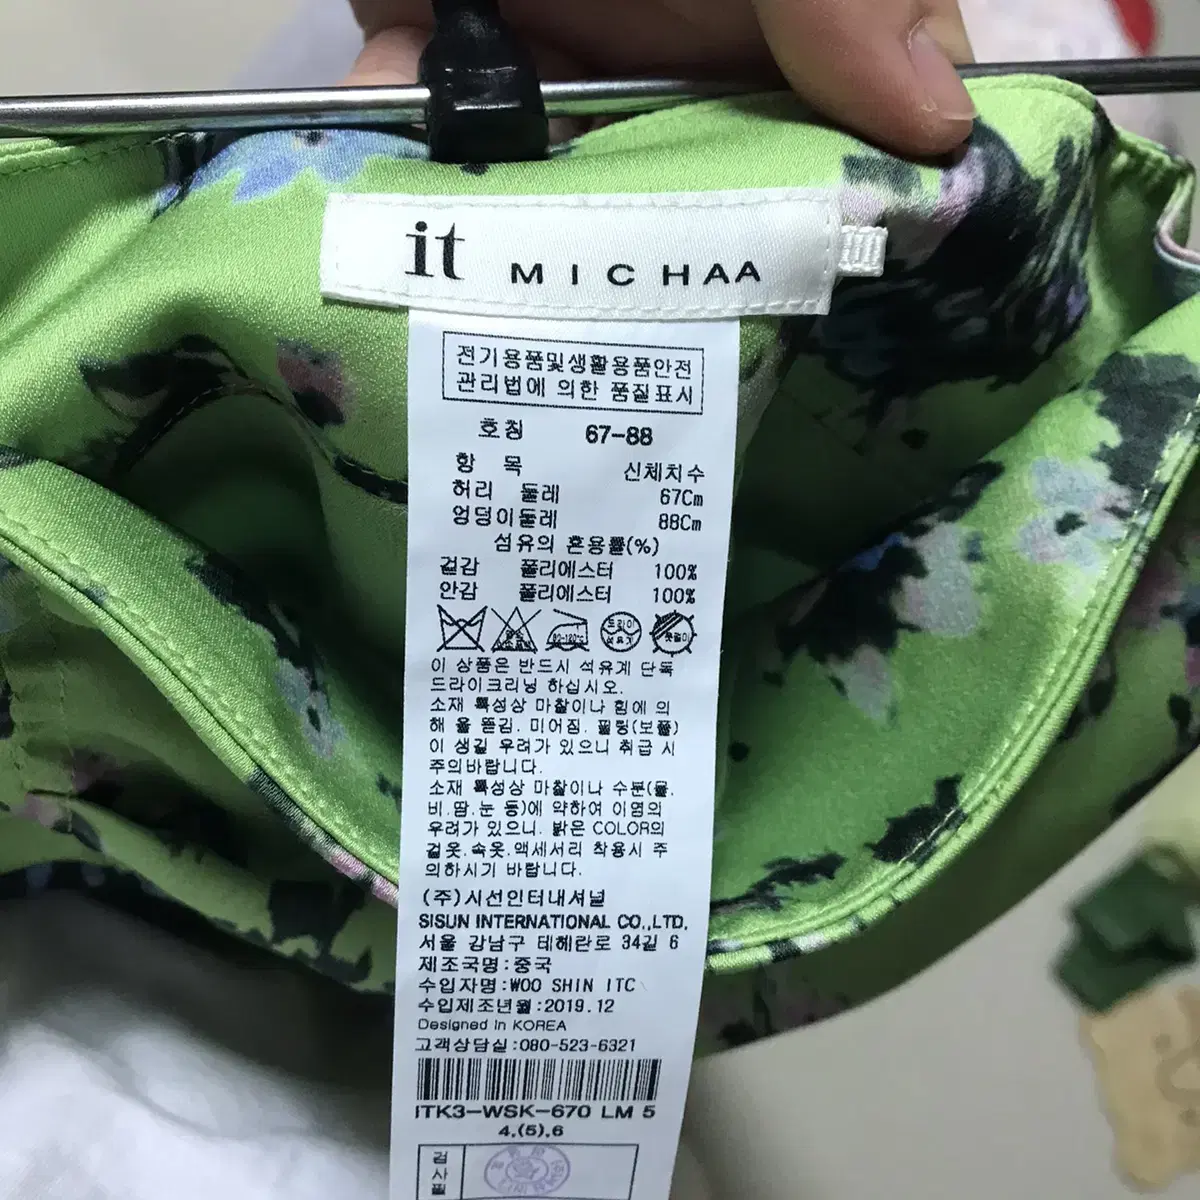 it MICHAA
전기용품및생활용품안전
관리법에 의한 품질표시
호칭 67-88
항 목 신체치수
허리 둘레 67Cm
엉덩이둘레 88Cm
섬유의 혼용률(%)
겉감 폴리에스터 100%
안감 폴리에스터 100%
이 상품은 반드시 석유계 단독
드라이크리닝 하십시오.
소재 특성상 마찰이나 힘에 의
해 올 뜯김, 미어짐, 필링(보풀)
이 생길 우려가 있으니 취급 시
주의바랍니다.
소재 특성상 마찰이나 수분(물,
비,땀,눈 등)에 약하여 이염의
우려가 있으니, 밝은 COLOR의
겉옷,속옷,액세서리 착용시 주
의하시기 바랍니다.
(주)시선인터내셔널
SISUN INTERNATIONAL CO.,LTD.
서울 강남구 테헤란로 34길 6
제조국명:중국
수입자명:WOO SHIN ITC
수입제조년월:2019.12
Designed in KOREA
고객상담실:080-523-6321
ITK3-WSK-670 LM 5
4,(5),6
검
사
필